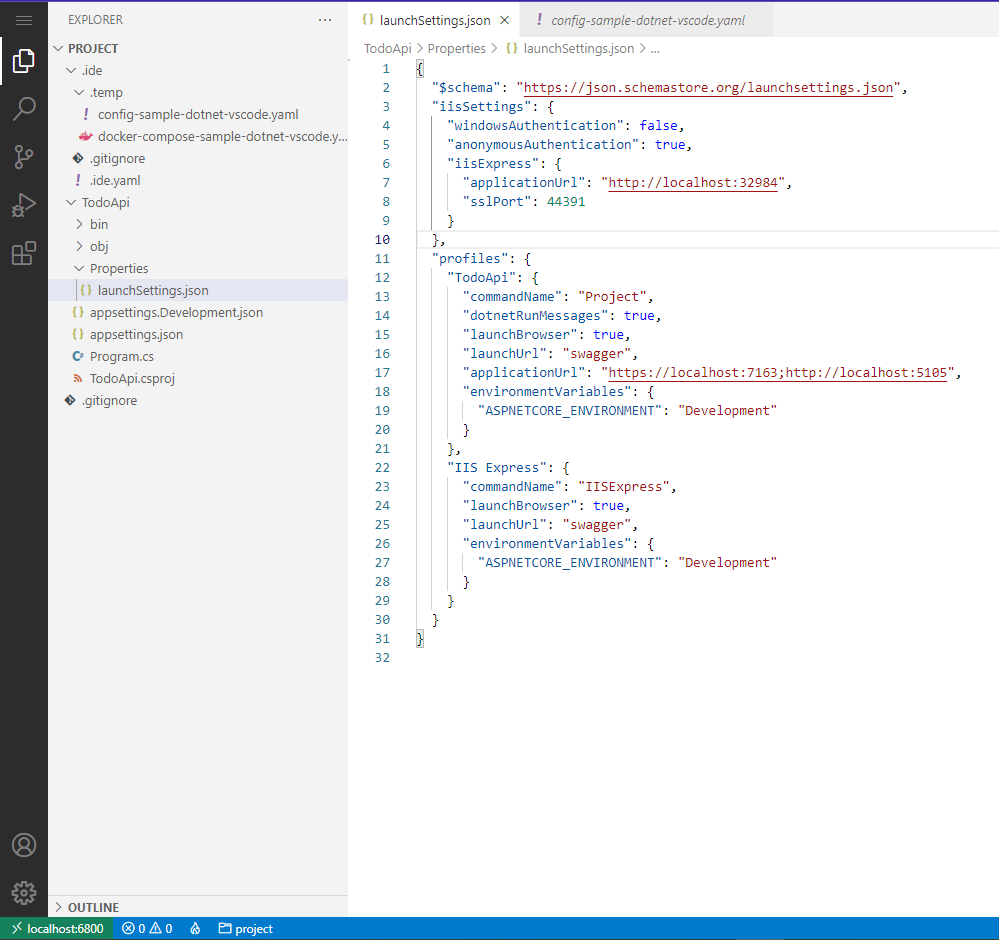 EXPLORER
PROJECT
.ide
.temp
! config-sample-dotnet-vscode.yaml
docker-compose-sample-dotnet-vscode.y...
.gitignore
! .ide.yaml
TodoApi
bin
obj
Properties
{} launchSettings.json
{} appsettings.Development.json
{} appsettings.json
C# Program.cs
TodoApi.csproj
.gitignore
OUTLINE
{} launchSettings.json
! config-sample-dotnet-vscode.yaml
TodoApi > Properties > {} launchSettings.json > ...
1 {
2 "$schema": "https://json.schemastore.org/launchsettings.json",
3 "iisSettings": {
4 "windowsAuthentication": false,
5 "anonymousAuthentication": true,
6 "iisExpress": {
7 "applicationUrl": "http://localhost:32984",
8 "sslPort": 44391
9 }
10 },
11 "profiles": {
12 "TodoApi": {
13 "commandName": "Project",
14 "dotnetRunMessages": true,
15 "launchBrowser": true,
16 "launchUrl": "swagger",
17 "applicationUrl": "https://localhost:7163;http://localhost:5105",
18 "environmentVariables": {
19 "ASPNETCORE_ENVIRONMENT": "Development"
20 }
21 },
22 "IIS Express": {
23 "commandName": "IISExpress",
24 "launchBrowser": true,
25 "launchUrl": "swagger",
26 "environmentVariables": {
27 "ASPNETCORE_ENVIRONMENT": "Development"
28 }
29 }
30 }
31 }
32
localhost:6800 0 0 project